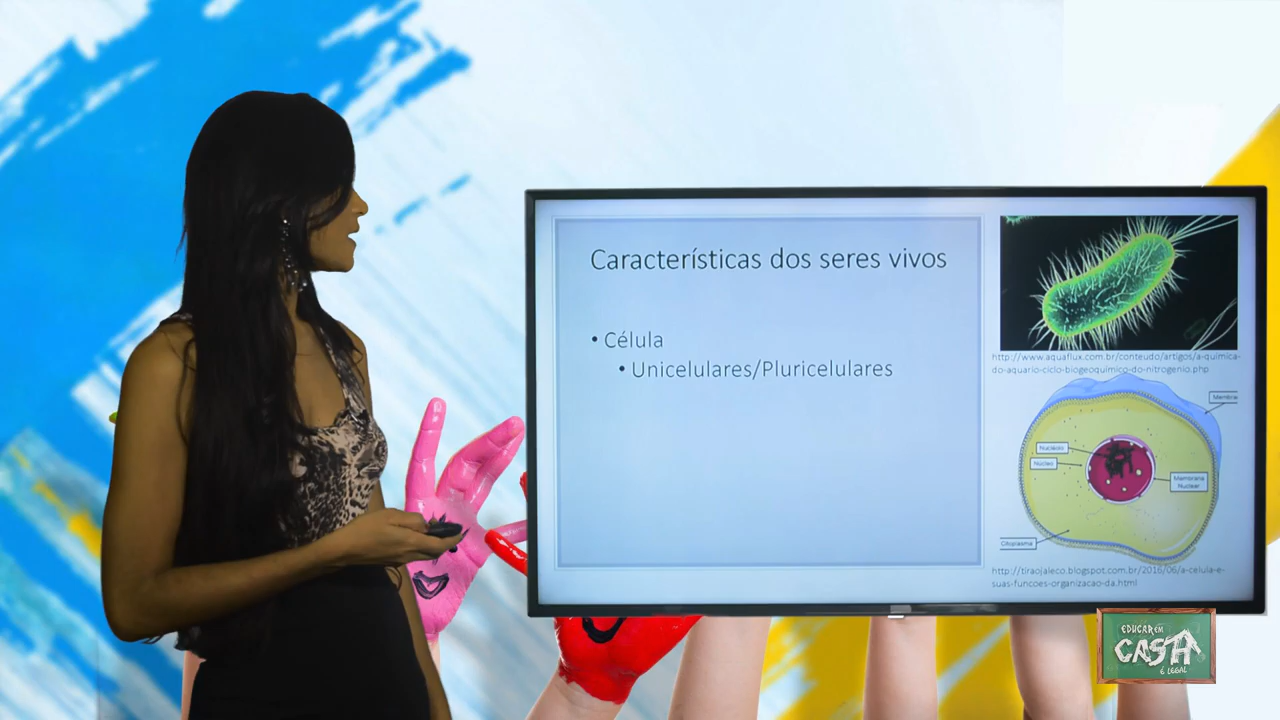 Características dos seres vivos
• Célula
• Unicelulares/Pluricelulares
http://www.aquaflux.com.br/conteudo/artigos/a-quimica-
do-aquario-ciclo-biogeoquimico-do-nitrogenio.php
Membra
Nucléolo
Núcleo
Membrana
Nuclear
Citoplasma
http://tiraojaleco.blogspot.com.br/2016/06/a-celula-e-
suas-funcoes-organizacao-da.html
EDUCAR EM
CASA
É LEGAL